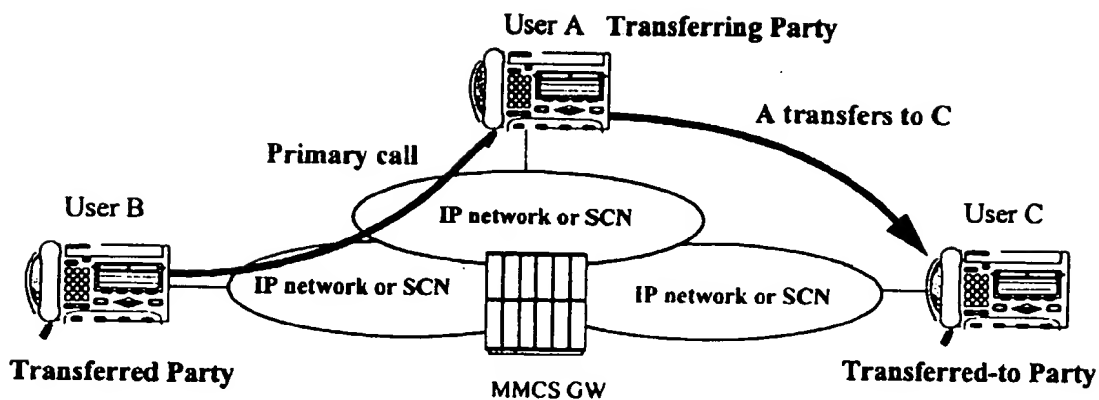 User A Transferring Party
A transfers to C
Primary call
User B
IP network or SCN
User C
IP network or SCN
IP network or SCN
Transferred Party
MMCS GW
Transferred-to Party